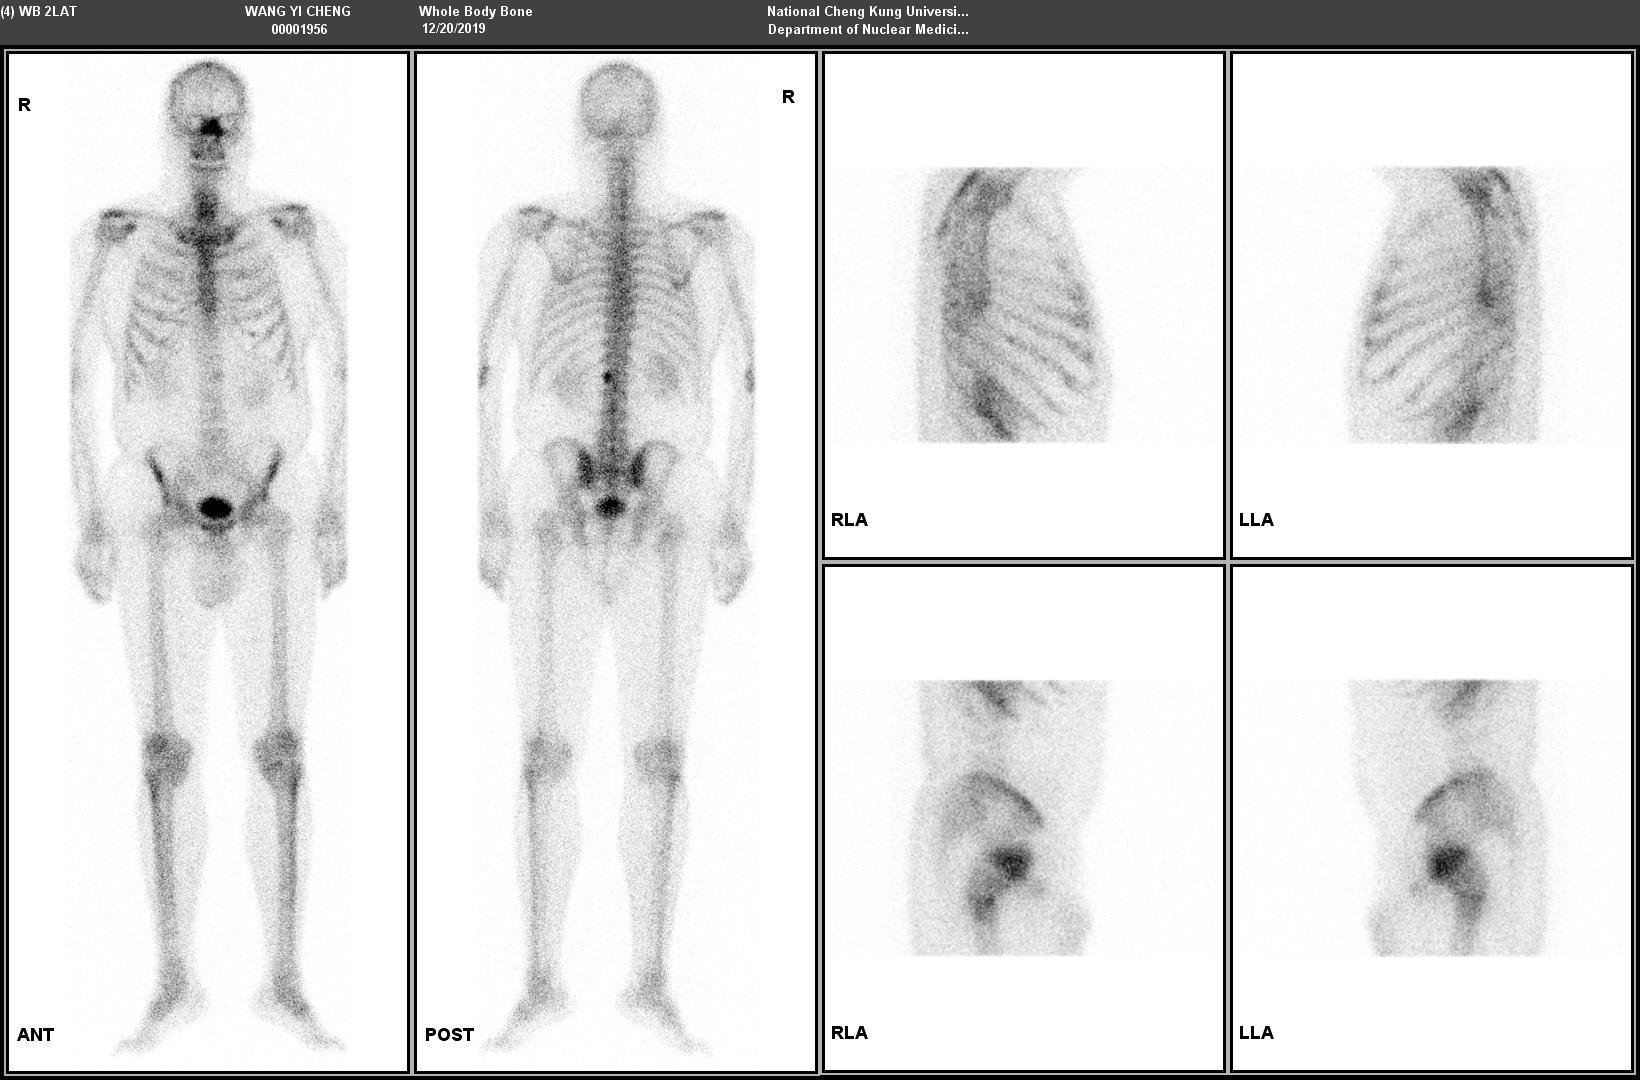 (4) WB 2LAT
WANG YI CHENG
00001956
Whole Body Bone
12/20/2019
National Cheng Kung Universi...
Department of Nuclear Medici...
R
ANT
R
POST
RLA
LLA
RLA
LLA